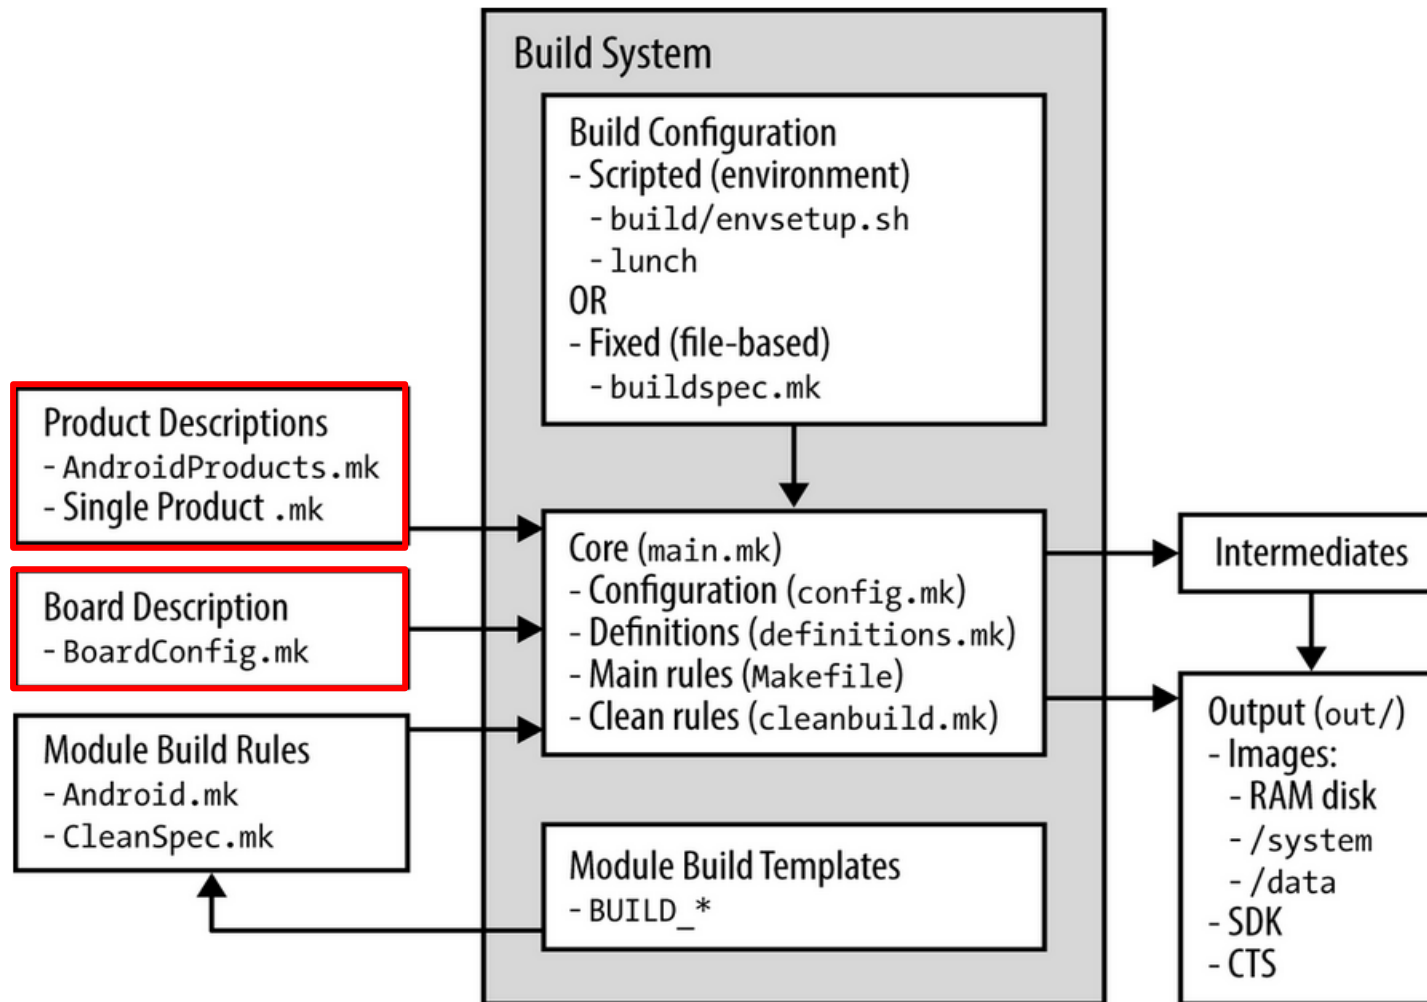 Build System
Build Configuration
- Scripted (environment)
- build/envsetup.sh
- lunch
OR
- Fixed (file-based)
- buildspec.mk
Product Descriptions
- AndroidProducts.mk
- Single Product .mk
Board Description
- BoardConfig.mk
Module Build Rules
- Android.mk
- CleanSpec.mk
Core (main.mk)
- Configuration (config.mk)
- Definitions (definitions.mk)
- Main rules (Makefile)
- Clean rules (cleanbuild.mk)
Module Build Templates
- BUILD_*
Intermediates
Output (out/)
- Images:
- RAM disk
- /system
- /data
- SDK
- CTS